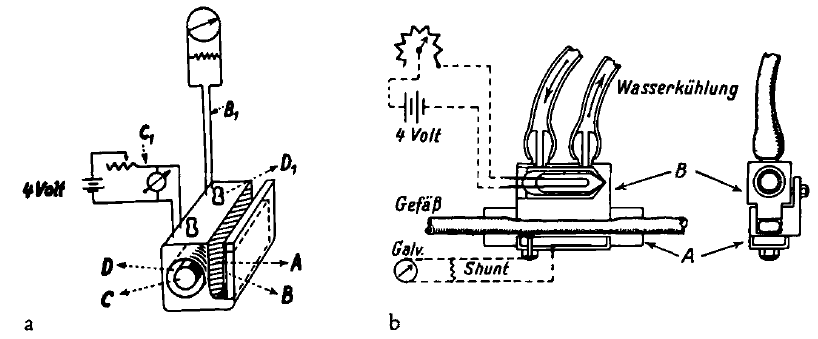 C₁
B₁
4 Volt
D₁
D
A
C
B
a
Wasserkühlung
4 Volt
B
Gefäß
A
Galv.
Shunt
b